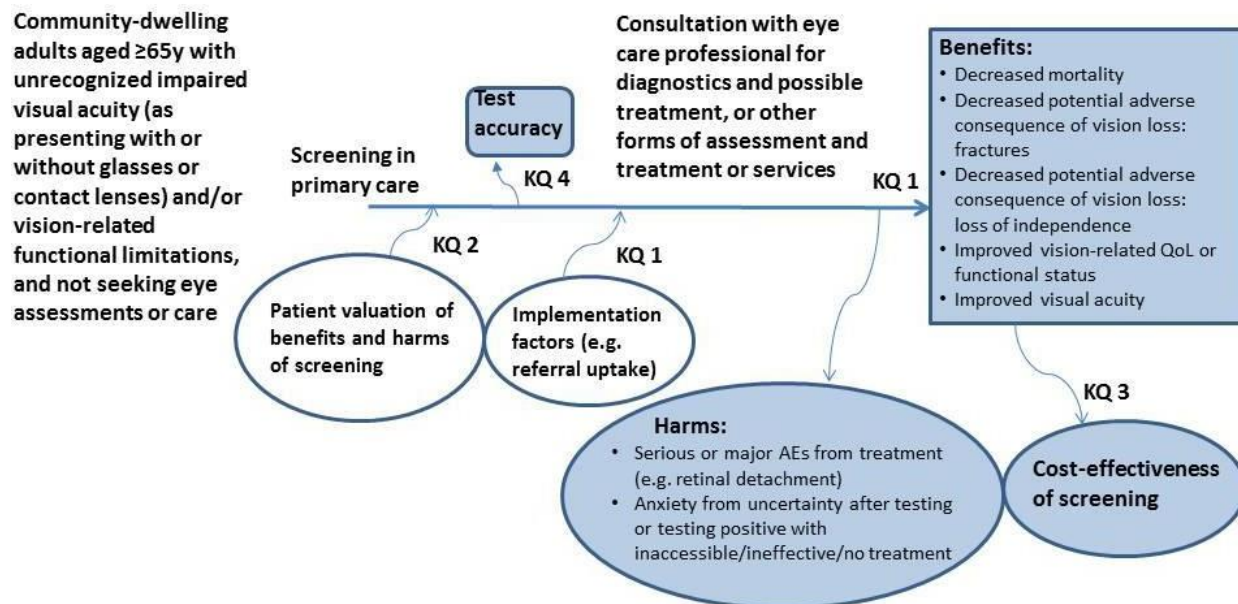 Community-dwelling
adults aged ≥65y with
unrecognized impaired
visual acuity (as
presenting with or
without glasses or
contact lenses) and/or
vision-related
functional limitations,
and not seeking eye
assessments or care
Screening in
primary care
Test
accuracy
KQ 4
KQ 2
Patient valuation of
benefits and harms
of screening
KQ 1
Implementation
factors (e.g.
referral uptake)
Consultation with eye
care professional for
diagnostics and possible
treatment, or other
forms of assessment and
treatment or services
KQ 1
Benefits:
• Decreased mortality
• Decreased potential adverse
consequence of vision loss:
fractures
• Decreased potential adverse
consequence of vision loss:
loss of independence
• Improved vision-related QoL or
functional status
• Improved visual acuity
Harms:
• Serious or major AEs from treatment
(e.g. retinal detachment)
• Anxiety from uncertainty after testing
or testing positive with
inaccessible/ineffective/no treatment
KQ 3
Cost-effectiveness
of screening